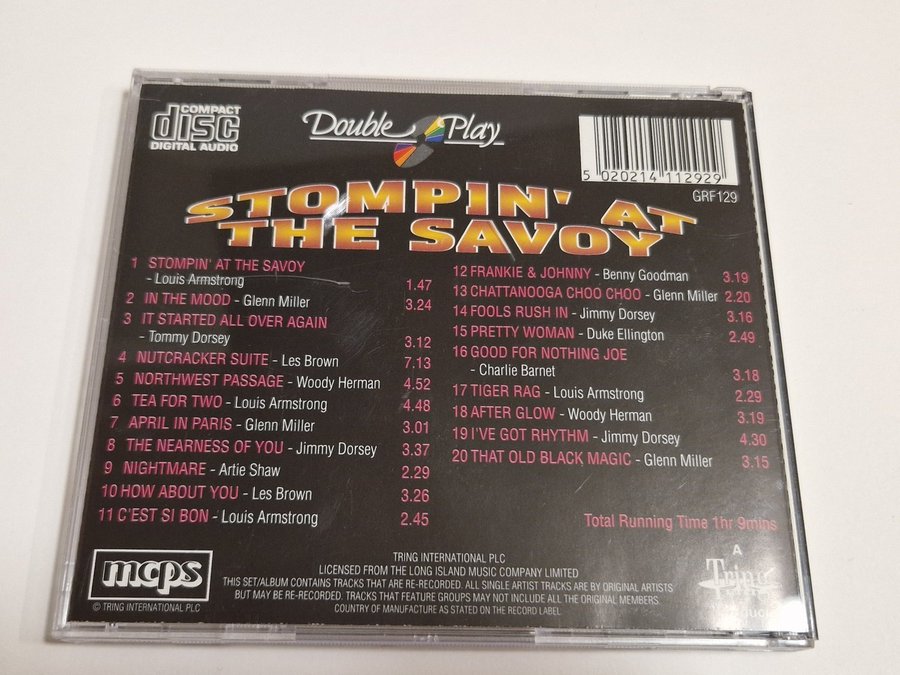 COMPACT
disc
DIGITAL AUDIO
Double Play
5 020214 112929
GRF129
STOMPIN' AT
THE SAVOY
1 STOMPIN' AT THE SAVOY
- Louis Armstrong 1.47
2 IN THE MOOD - Glenn Miller 3.24
3 IT STARTED ALL OVER AGAIN
- Tommy Dorsey 3.12
4 NUTCRACKER SUITE - Les Brown 7.13
5 NORTHWEST PASSAGE - Woody Herman 4.52
6 TEA FOR TWO - Louis Armstrong 4.48
7 APRIL IN PARIS - Glenn Miller 3.01
8 THE NEARNESS OF YOU - Jimmy Dorsey 3.37
9 NIGHTMARE - Artie Shaw 2.29
10 HOW ABOUT YOU - Les Brown 3.26
11 C'EST SI BON - Louis Armstrong 2.45
12 FRANKIE & JOHNNY - Benny Goodman 3.19
13 CHATTANOOGA CHOO CHOO - Glenn Miller 2.20
14 FOOLS RUSH IN - Jimmy Dorsey 3.16
15 PRETTY WOMAN - Duke Ellington 2.49
16 GOOD FOR NOTHING JOE
- Charlie Barnet 3.18
17 TIGER RAG - Louis Armstrong 2.29
18 AFTER GLOW - Woody Herman 3.19
19 I'VE GOT RHYTHM - Jimmy Dorsey 4.30
20 THAT OLD BLACK MAGIC - Glenn Miller 3.15
Total Running Time 1hr 9mins
mcps
© TRING INTERNATIONAL PLC
TRING INTERNATIONAL PLC
LICENSED FROM THE LONG ISLAND MUSIC COMPANY LIMITED
THIS SET/ALBUM CONTAINS TRACKS THAT ARE RE-RECORDED. ALL SINGLE ARTIST TRACKS ARE BY ORIGINAL ARTISTS
BUT MAY BE RE-RECORDED. TRACKS THAT FEATURE GROUPS MAY NOT INCLUDE ALL THE ORIGINAL MEMBERS.
COUNTRY OF MANUFACTURE AS STATED ON THE RECORD LABEL
A
Tring